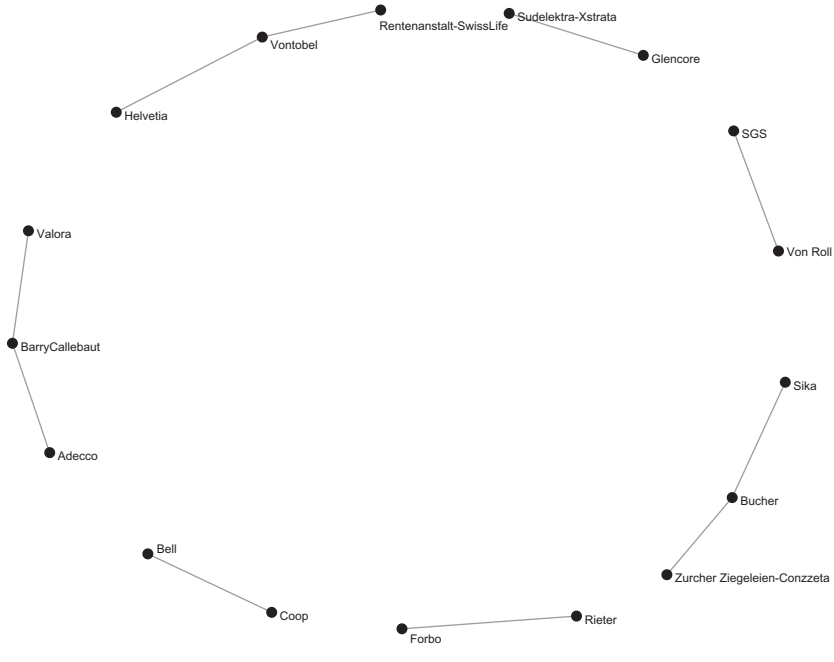 Sudelektra-Xstrata
Rentenanstalt-SwissLife
Vontobel
Glencore
Helvetia
SGS
Valora
Von Roll
BarryCallebaut
Sika
Adecco
Bucher
Bell
Zurcher Ziegeleien-Conzzeta
Coop
Rieter
Forbo